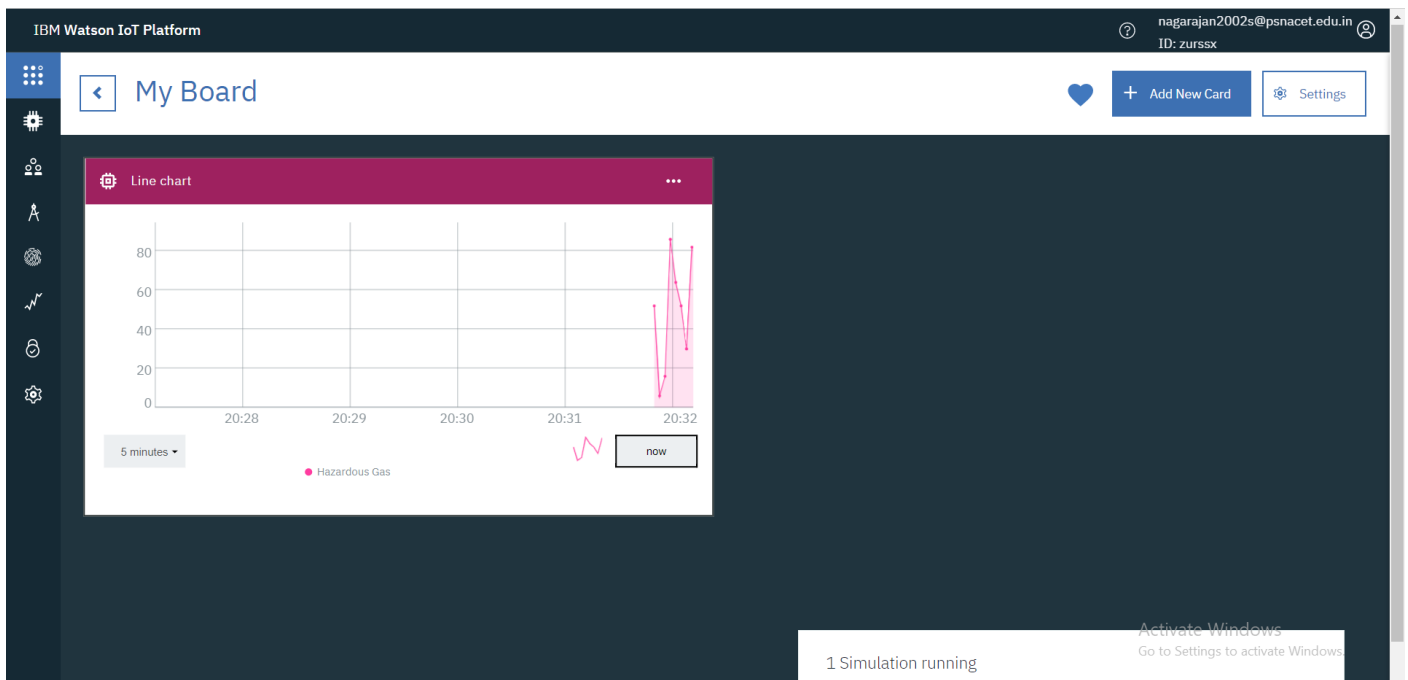 IBM Watson IoT Platform
nagarajan2002s@psnacet.edu.in
ID: zurssx
My Board
Add New Card
Settings
Line chart
80
60
40
20
0
20:28 20:29 20:30 20:31 20:32
5 minutes
now
Hazardous Gas
Activate Windows
Go to Settings to activate Windows.
1 Simulation running